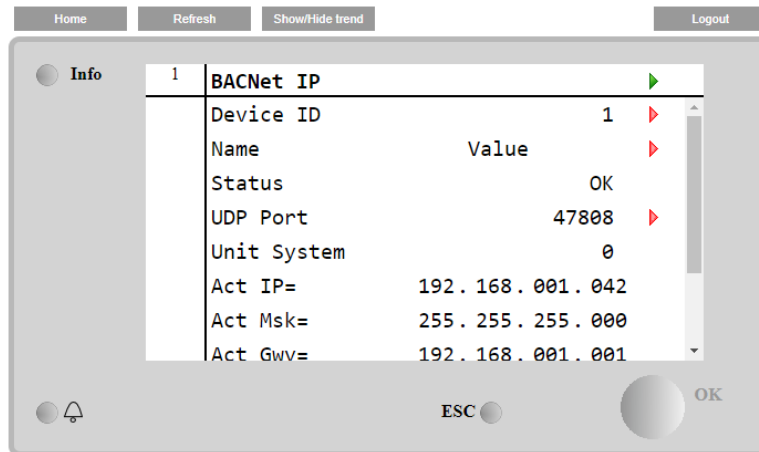 Home Refresh Show/Hide trend Logout
Info
1 BACNet IP
Device ID 1
Name Value
Status OK
UDP Port 47808
Unit System 0
Act IP= 192.168.001.042
Act Msk= 255.255.255.000
Act Gwy= 192.168.001.001
ESC
OK